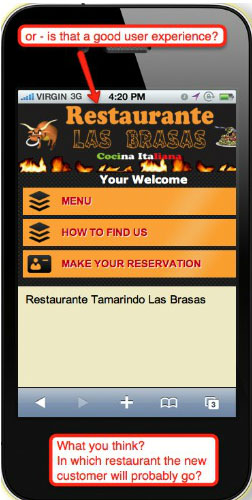 or - is that a good user experience?
VIRGIN 3G 4:20 PM
Restaurante
LAS BRASAS
Cocina Italiana
Your Welcome
MENU
HOW TO FIND US
MAKE YOUR RESERVATION
Restaurante Tamarindo Las Brasas
3
What you think?
In which restaurant the new
customer will probably go?